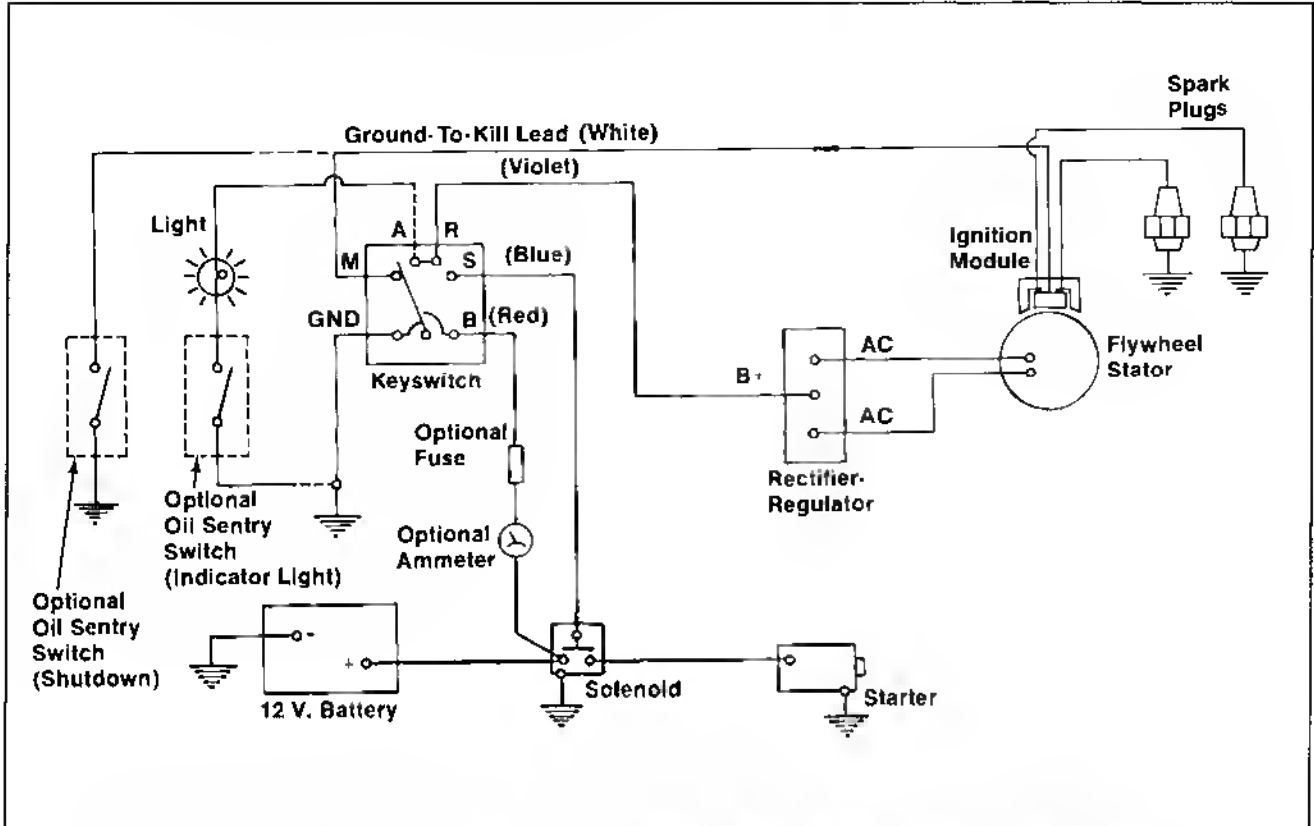 Spark
Plugs
Ground-To-Kill Lead (White)
(Violet)
Light
A
R
M
S
(Blue)
Ignition
Module
GND
B
(Red)
Keyswitch
AC
Flywheel
Stator
B+
AC
Optional
Fuse
Rectifier-
Regulator
Optional
Oil Sentry
Switch
(Indicator Light)
Optional
Ammeter
Optional
Oil Sentry
Switch
(Shutdown)
-
+
12 V. Battery
Solenoid
Starter